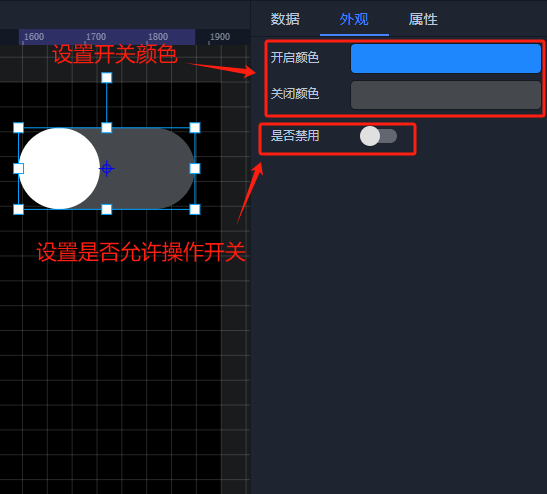 数据 外观 属性
1600 1700 1800 1900
设置开关颜色
开启颜色
关闭颜色
是否禁用
设置是否允许操作开关